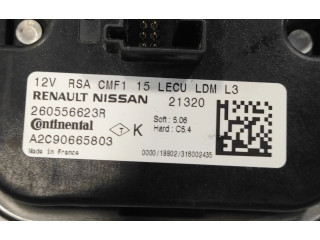 12V RSA CMF1 15 LECU LDM L3
RENAULT NISSAN 21320
260556623R Soft : 5.06
Continental T K Hard : C5.4
A2C90665803
Made in France 0000/18902/316002435